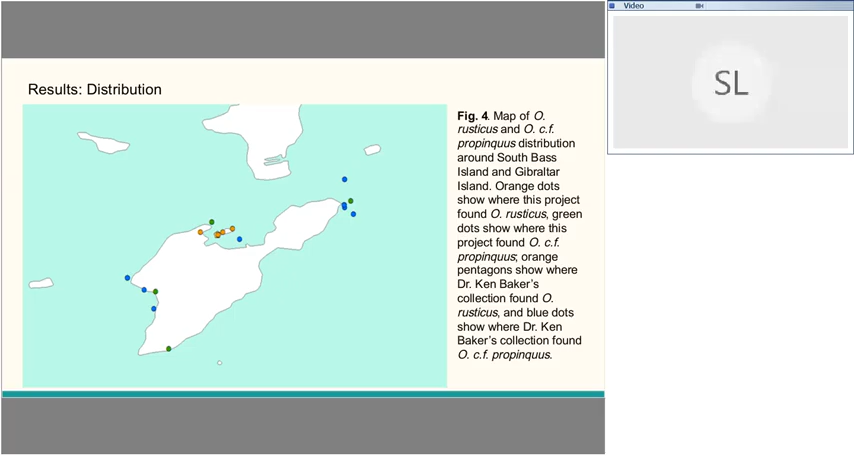 Video
Results: Distribution
Fig. 4. Map of O.
rusticus and O. c.f.
propinquus distribution
around South Bass
Island and Gibraltar
Island. Orange dots
show where this project
found O. rusticus, green
dots show where this
project found O. c.f.
propinquus, orange
pentagons show where
Dr. Ken Baker's
collection found O.
rusticus, and blue dots
show where Dr. Ken
Baker's collection found
O. c.f. propinquus.
SL